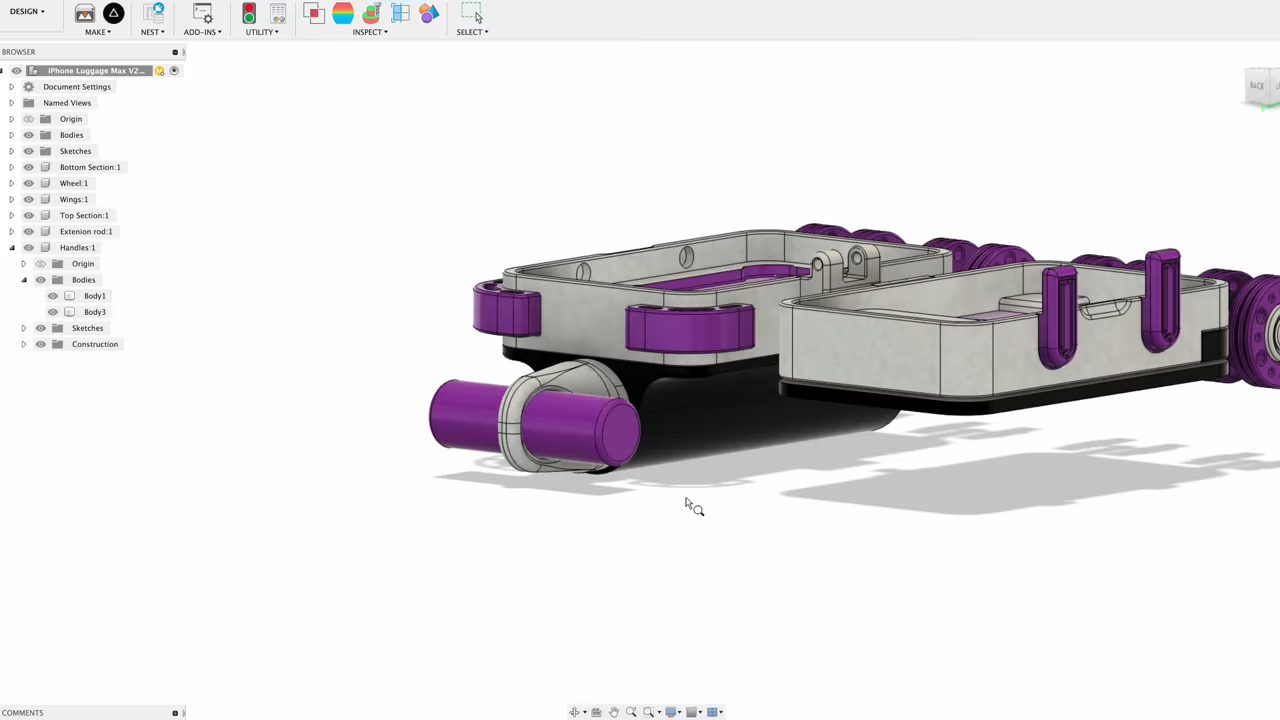 DESIGN
MAKE
NEST
ADD-INS
UTILITY
INSPECT
SELECT
BROWSER
iPhone Luggage Max V2...
Document Settings
Named Views
Origin
Bodies
Sketches
Bottom Section:1
Wheel:1
Wings:1
Top Section:1
Extenion rod:1
Handles:1
Origin
Bodies
Body1
Body3
Sketches
Construction
BACK
COMMENTS